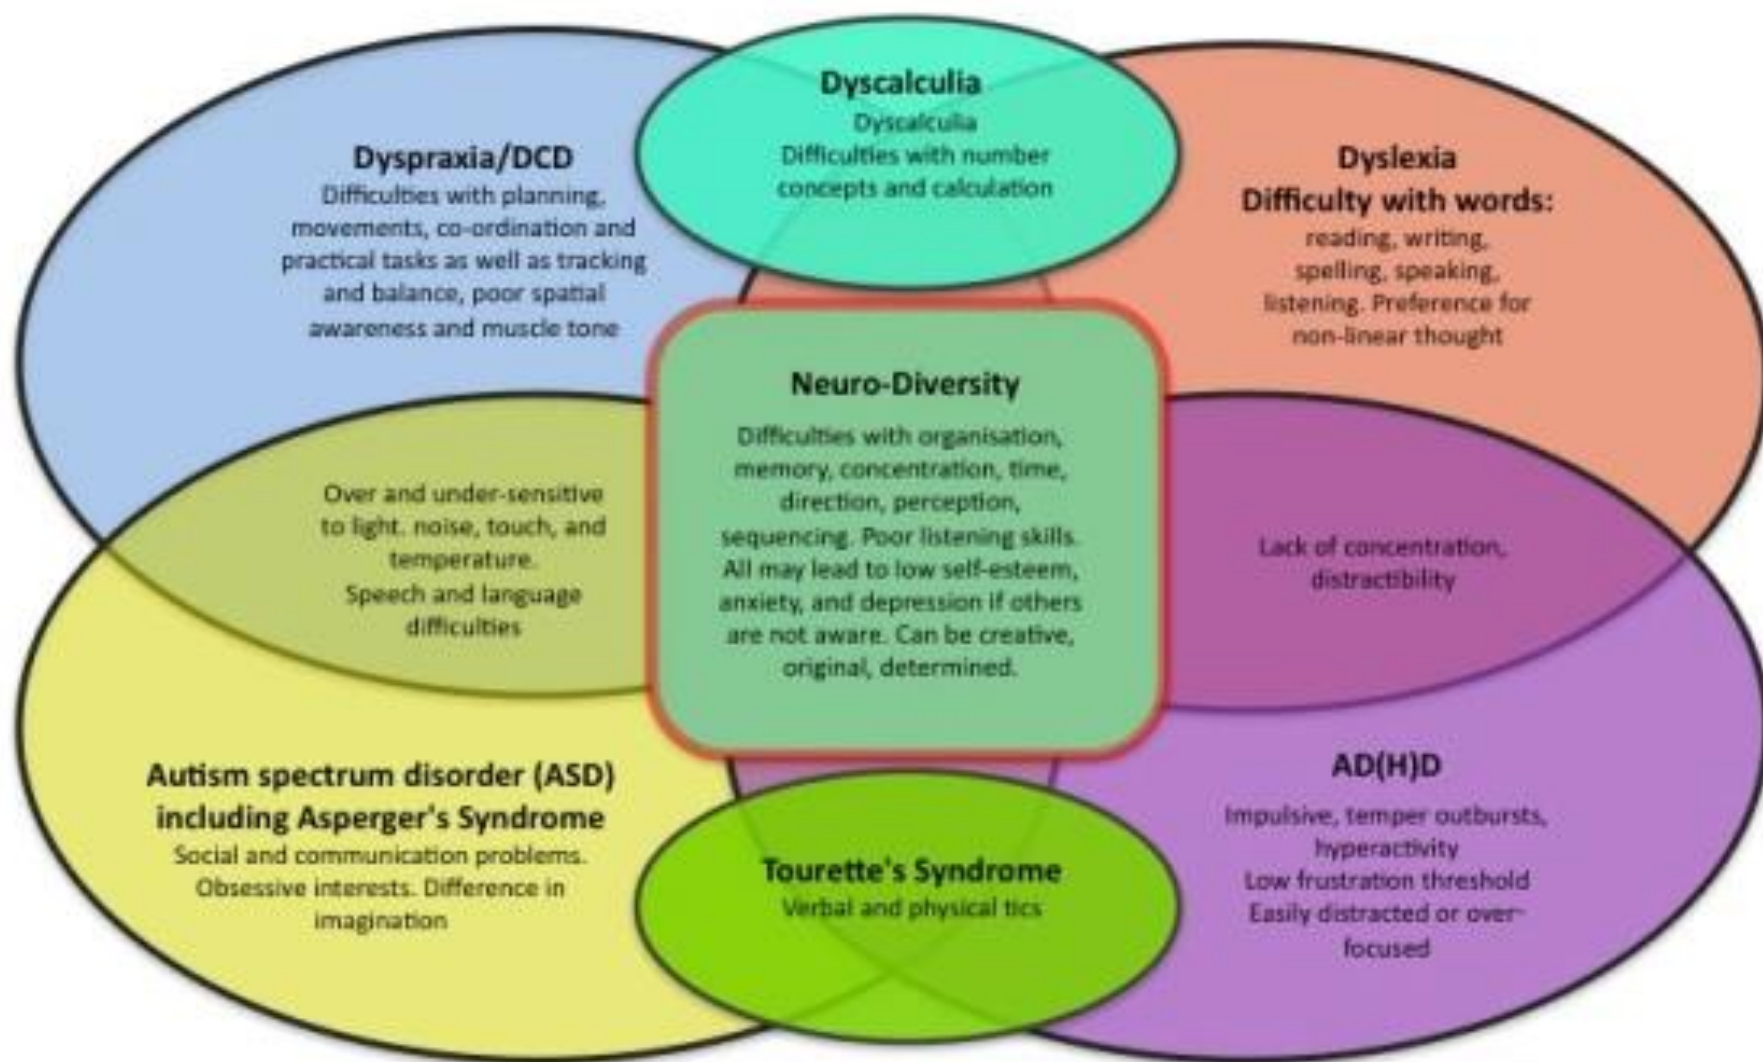 Dyscalculia
Dyscalculia
Difficulties with number
concepts and calculation
Dyspraxia/DCD
Difficulties with planning,
movements, co-ordination and
practical tasks as well as tracking
and balance, poor spatial
awareness and muscle tone
Dyslexia
Difficulty with words:
reading, writing,
spelling, speaking,
listening. Preference for
non-linear thought
Neuro-Diversity
Difficulties with organisation,
memory, concentration, time,
direction, perception,
sequencing. Poor listening skills.
All may lead to low self-esteem,
anxiety, and depression if others
are not aware. Can be creative,
original, determined.
Over and under-sensitive
to light. noise, touch, and
temperature.
Speech and language
difficulties
Lack of concentration,
distractibility
Autism spectrum disorder (ASD)
including Asperger's Syndrome
Social and communication problems.
Obsessive interests. Difference in
imagination
Tourette's Syndrome
Verbal and physical tics
AD(H)D
Impulsive, temper outbursts,
hyperactivity
Low frustration threshold
Easily distracted or over-
focused